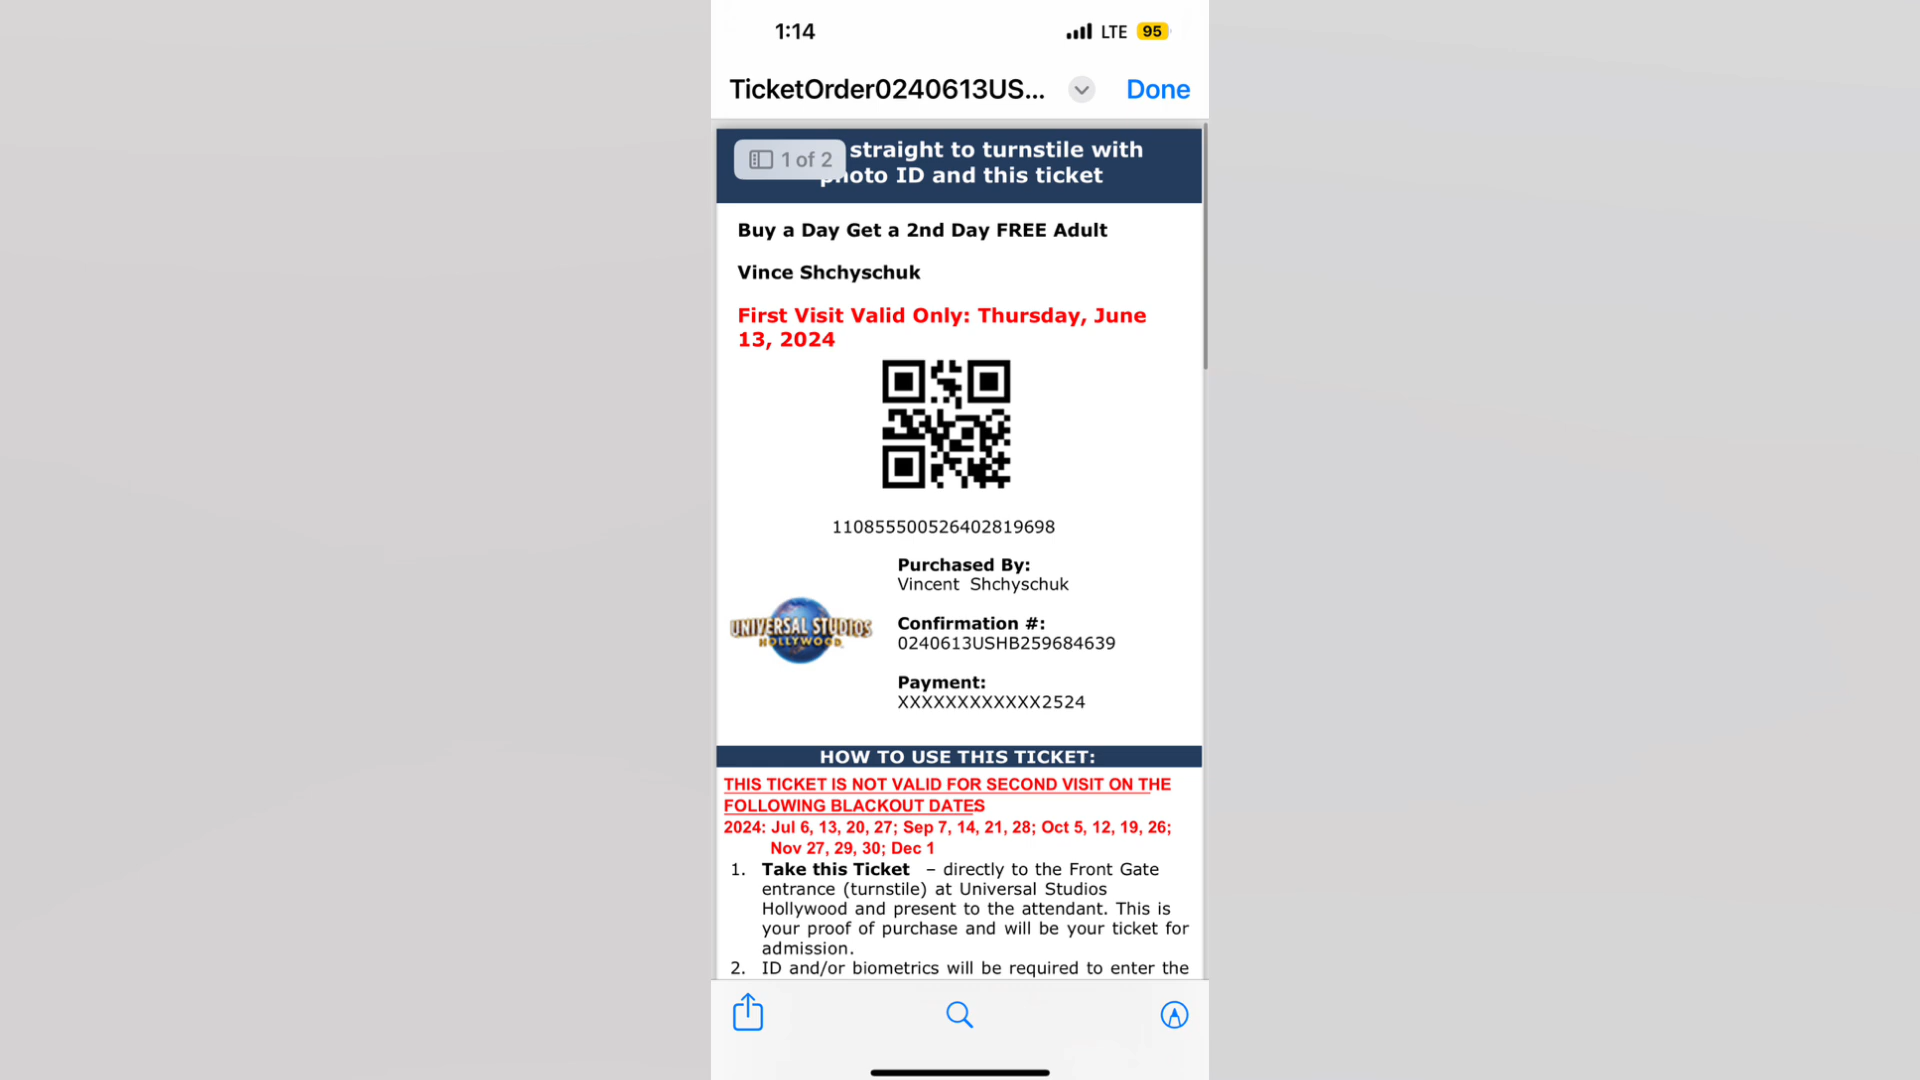 1:14
LTE 95
TicketOrder0240613US...
Done
1 of 2
straight to turnstile with
photo ID and this ticket
Buy a Day Get a 2nd Day FREE Adult
Vince Shchyschuk
First Visit Valid Only: Thursday, June
13, 2024
110855500526402819698
Purchased By:
Vincent Shchyschuk
UNIVERSAL STUDIOS
HOLLYWOOD
Confirmation #:
0240613USHB259684639
Payment:
XXXXXXXXXXXX2524
HOW TO USE THIS TICKET:
THIS TICKET IS NOT VALID FOR SECOND VISIT ON THE
FOLLOWING BLACKOUT DATES
2024: Jul 6, 13, 20, 27; Sep 7, 14, 21, 28; Oct 5, 12, 19, 26;
Nov 27, 29, 30; Dec 1
1. Take this Ticket – directly to the Front Gate
entrance (turnstile) at Universal Studios
Hollywood and present to the attendant. This is
your proof of purchase and will be your ticket for
admission.
2. ID and/or biometrics will be required to enter the